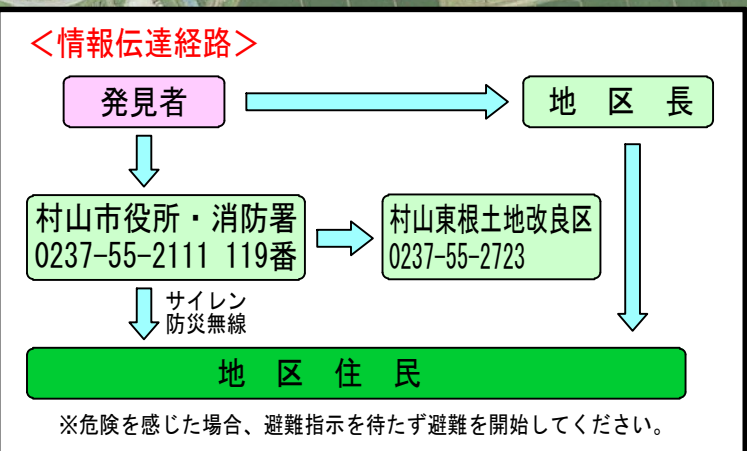 ＜情報伝達経路＞
発見者
地　区　長
村山市役所・消防署
0237-55-2111 119番
村山東根土地改良区
0237-55-2723
サイレン
防災無線
地　区　住　民
※危険を感じた場合、避難指示を待たず避難を開始してください。